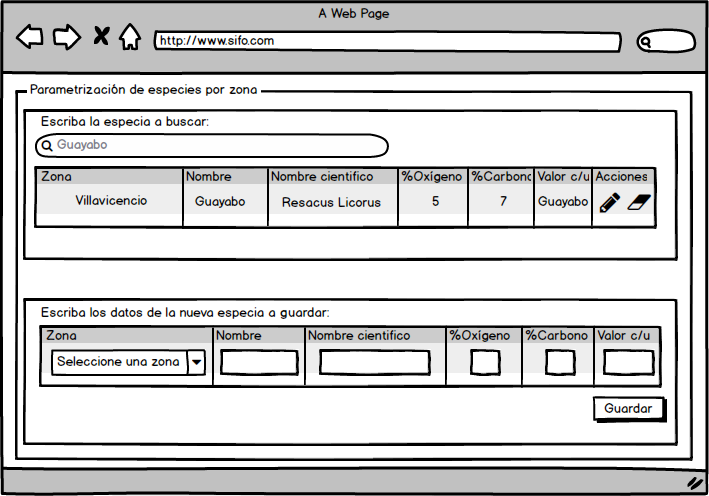 A Web Page
http://www.sifo.com
Parametrización de especies por zona
Escriba la especia a buscar:
Guayabo
Zona Nombre Nombre cientifico %Oxígeno %Carbono Valor c/u Acciones
Villavicencio Guayabo Resacus Licorus 5 7 Guayabo
Escriba los datos de la nueva especia a guardar:
Zona Nombre Nombre cientifico %Oxígeno %Carbono Valor c/u
Seleccione una zona
Guardar